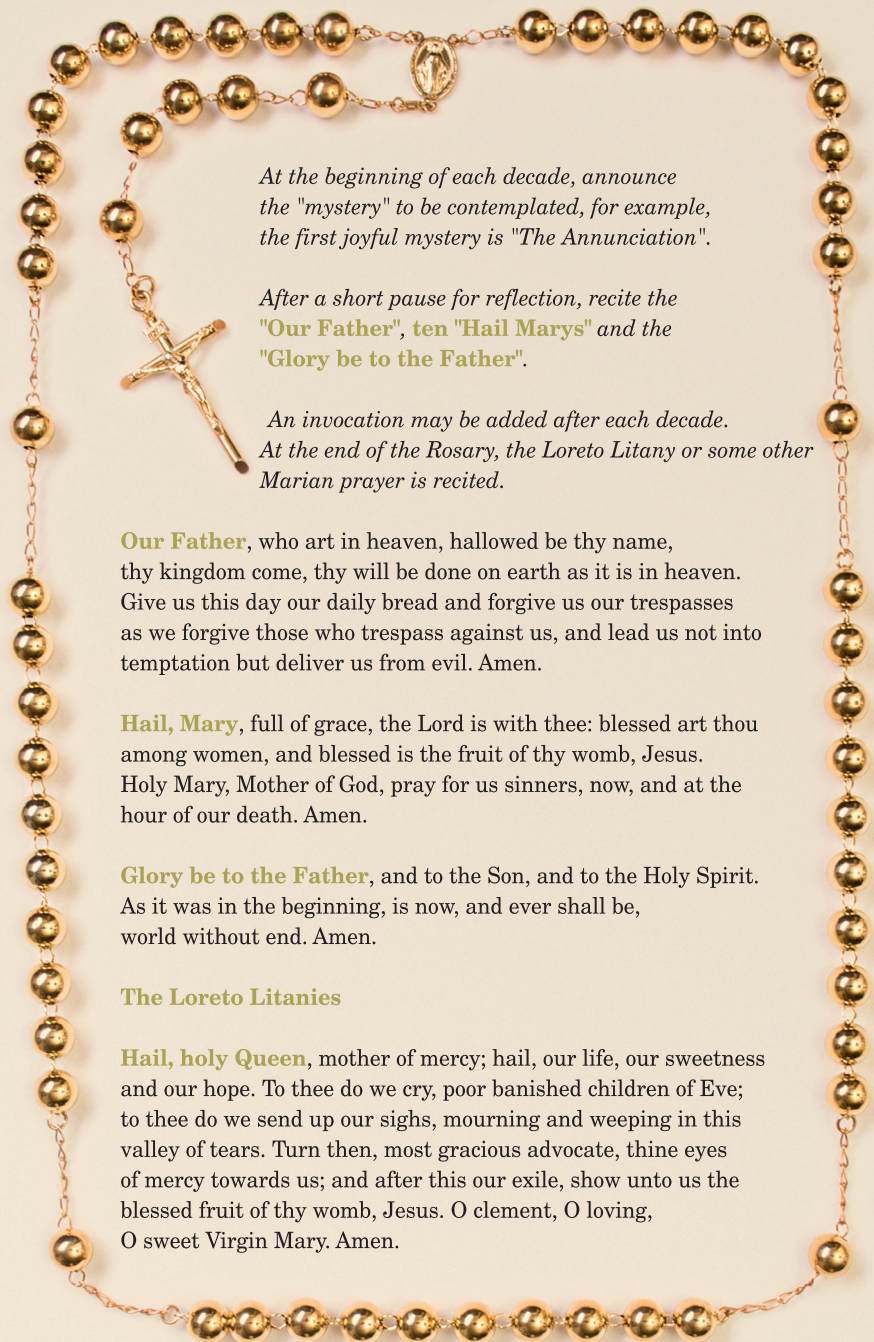 At the beginning of each decade, announce
the "mystery" to be contemplated, for example,
the first joyful mystery is "The Annunciation".
After a short pause for reflection, recite the
"Our Father", ten "Hail Marys" and the
"Glory be to the Father".
An invocation may be added after each decade.
At the end of the Rosary, the Loreto Litany or some other
Marian prayer is recited.
Our Father, who art in heaven, hallowed be thy name,
thy kingdom come, thy will be done on earth as it is in heaven.
Give us this day our daily bread and forgive us our trespasses
as we forgive those who trespass against us, and lead us not into
temptation but deliver us from evil. Amen.
Hail, Mary, full of grace, the Lord is with thee: blessed art thou
among women, and blessed is the fruit of thy womb, Jesus.
Holy Mary, Mother of God, pray for us sinners, now, and at the
hour of our death. Amen.
Glory be to the Father, and to the Son, and to the Holy Spirit.
As it was in the beginning, is now, and ever shall be,
world without end. Amen.
The Loreto Litanies
Hail, holy Queen, mother of mercy; hail, our life, our sweetness
and our hope. To thee do we cry, poor banished children of Eve;
to thee do we send up our sighs, mourning and weeping in this
valley of tears. Turn then, most gracious advocate, thine eyes
of mercy towards us; and after this our exile, show unto us the
blessed fruit of thy womb, Jesus. O clement, O loving,
O sweet Virgin Mary. Amen.